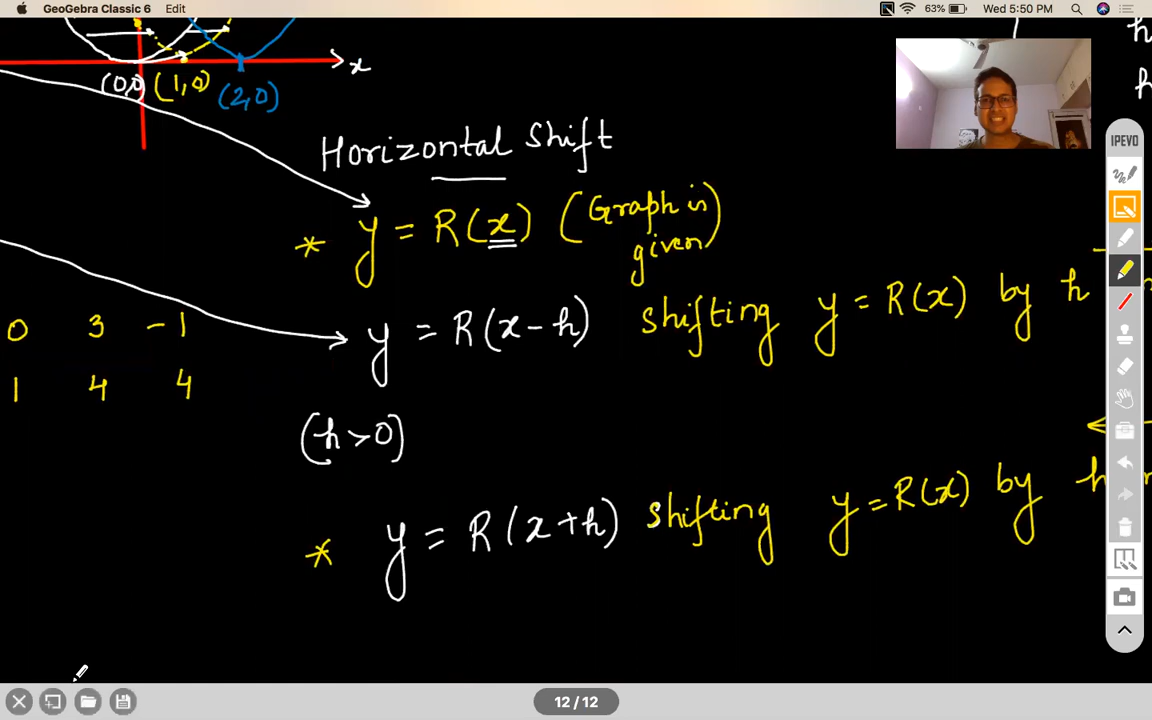 GeoGebra Classic 6 Edit 63% Wed 5:50 PM
x
(0,0) (1,0) (2,0)
h
h
IPEVO
Horizontal Shift
* y = R(x) (Graph is
given)
0 3 -1
y = R(x-h) shifting y = R(x) by h
1 4 4
(h>0)
* y = R(x+h) shifting y=R(x) by h
12 / 12